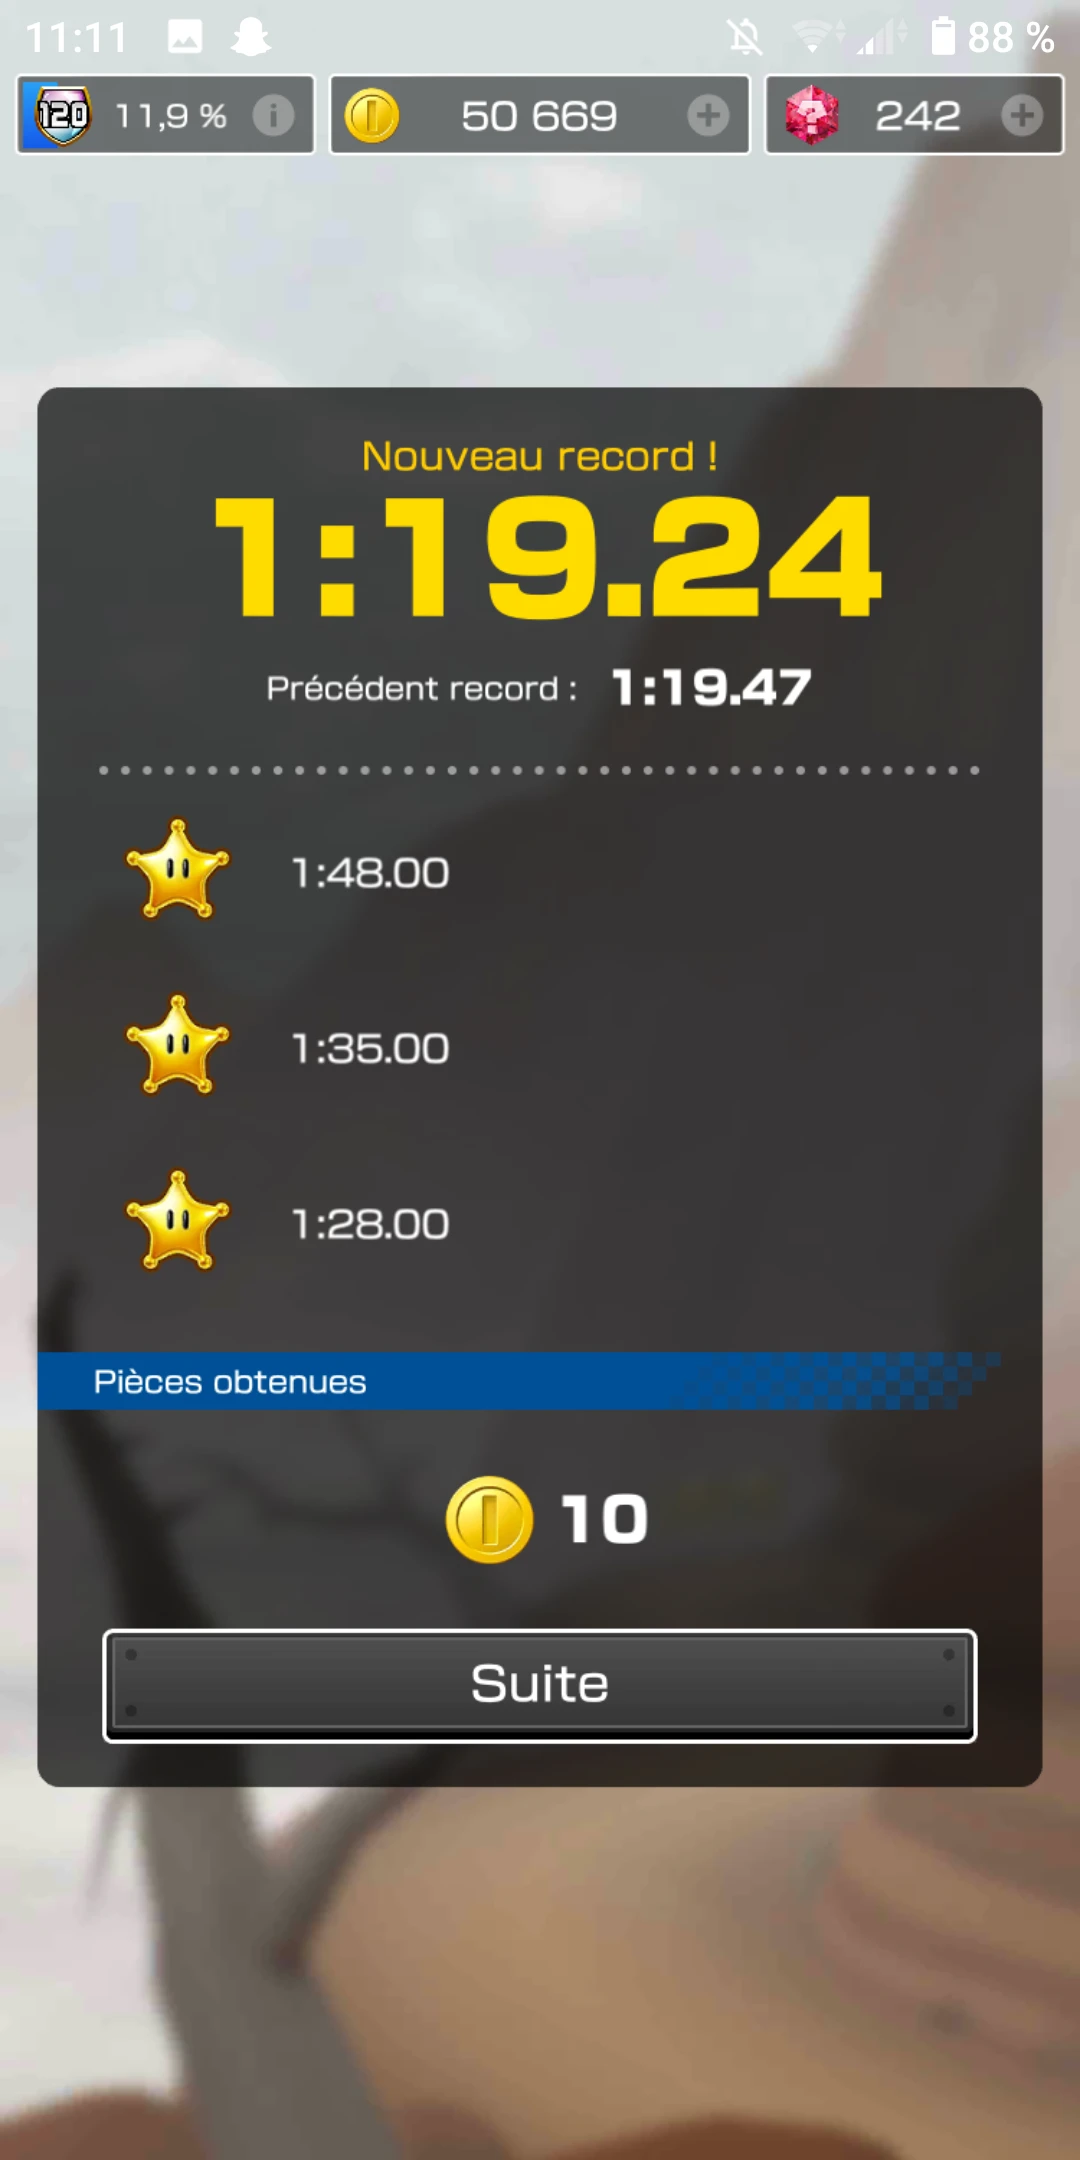 11:11 88 %
120 11,9 % i 50 669 + ? 242 +
Nouveau record !
1:19.24
Précédent record : 1:19.47
1:48.00
1:35.00
1:28.00
Pièces obtenues
10
Suite